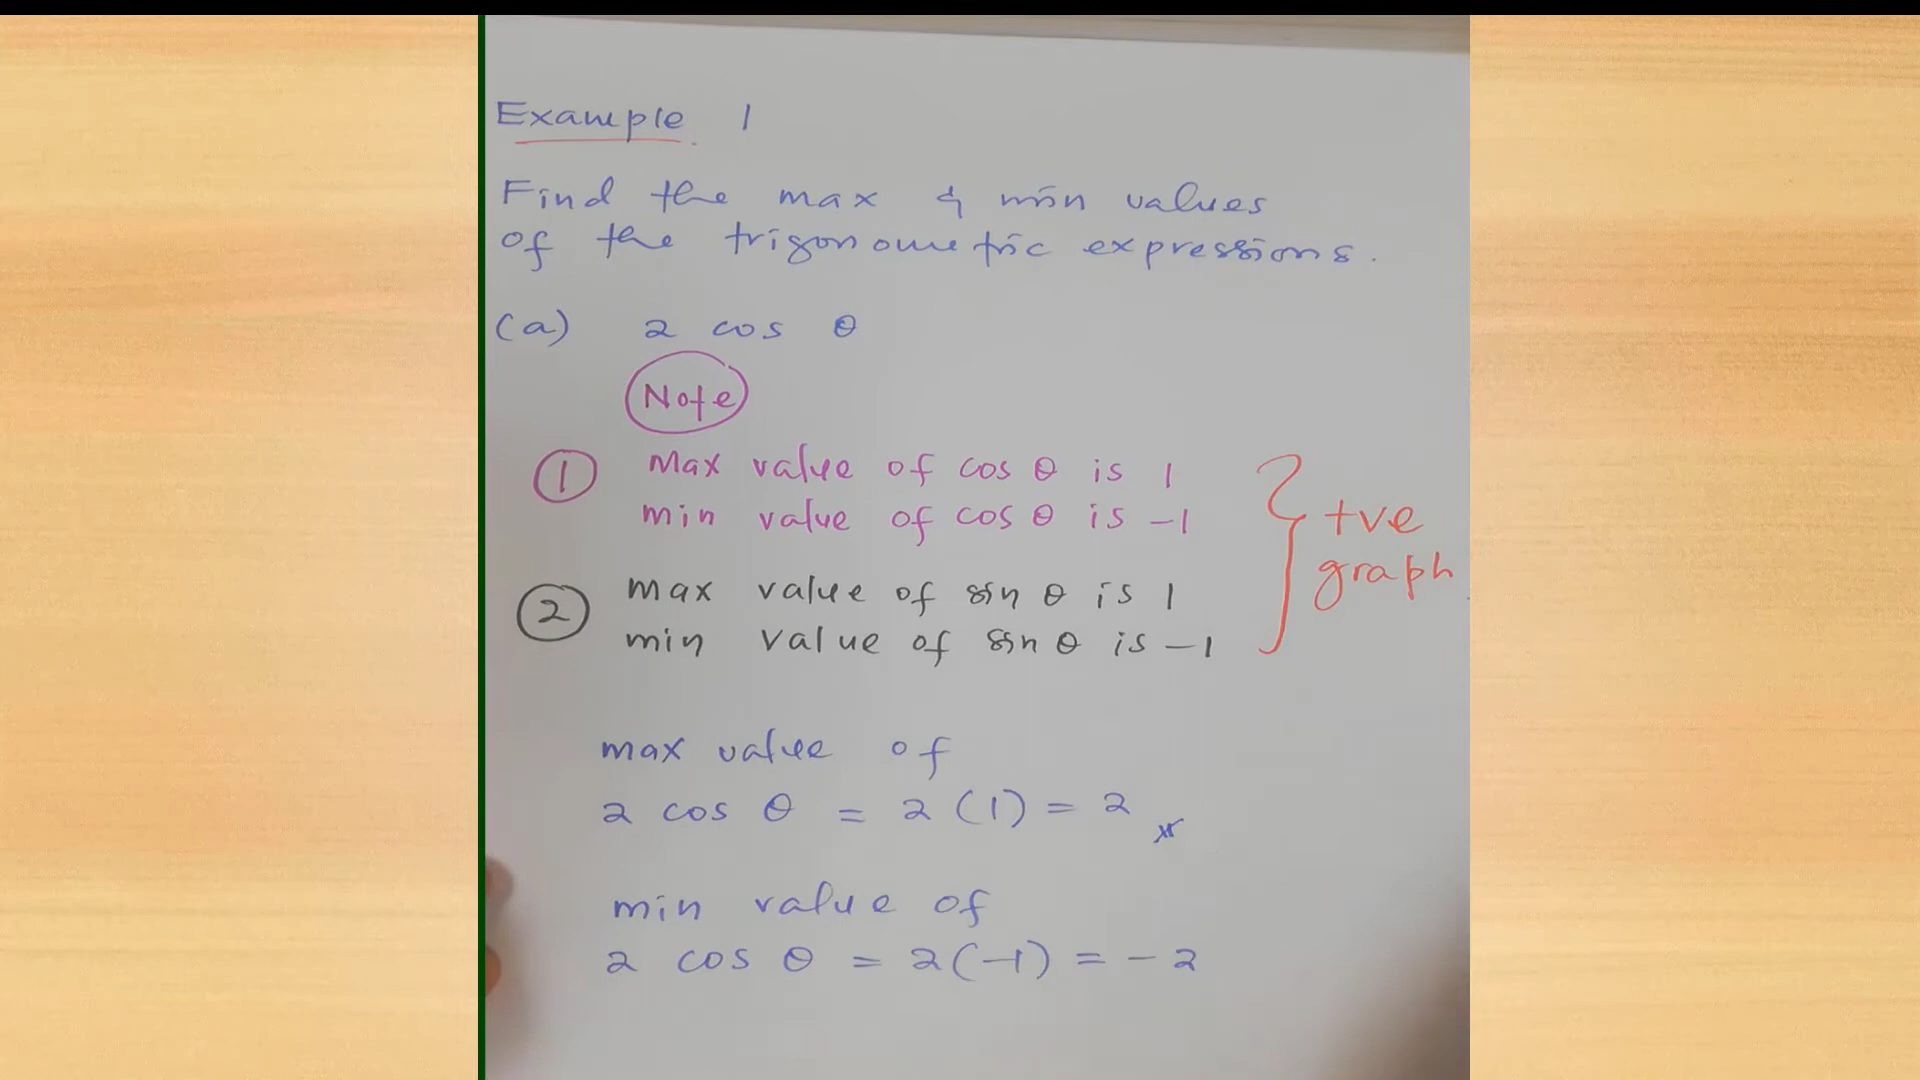 Example 1
Find the max & min values
of the trigonometric expressions.
(a) 2 cos θ
Note
① Max value of cos θ is 1
min value of cos θ is -1
② max value of sin θ is 1
min value of sin θ is -1
} +ve
graph
max value of
2 cos θ = 2 (1) = 2
min value of
2 cos θ = 2(-1) = -2